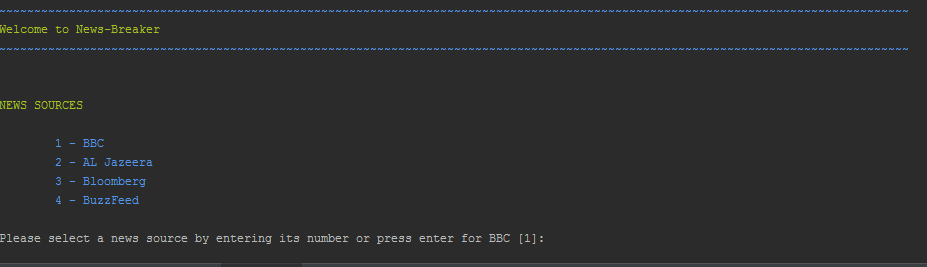 ~~~~~~~~~~~~~~~~~~~~~~~~~~~~~~~~~~~~~~~~~~~~~~~~~~~~~~~~~~~~~~~~~~~~~~~~~~~~~~~~~~~~~~~~~~~~~~~~~~~~~~~~~~~~~~~~~~~~~~~~~~~~~~~~~~
Welcome to News-Breaker
~~~~~~~~~~~~~~~~~~~~~~~~~~~~~~~~~~~~~~~~~~~~~~~~~~~~~~~~~~~~~~~~~~~~~~~~~~~~~~~~~~~~~~~~~~~~~~~~~~~~~~~~~~~~~~~~~~~~~~~~~~~~~~~~~~
NEWS SOURCES
1 - BBC
2 - AL Jazeera
3 - Bloomberg
4 - BuzzFeed
Please select a news source by entering its number or press enter for BBC [1]: